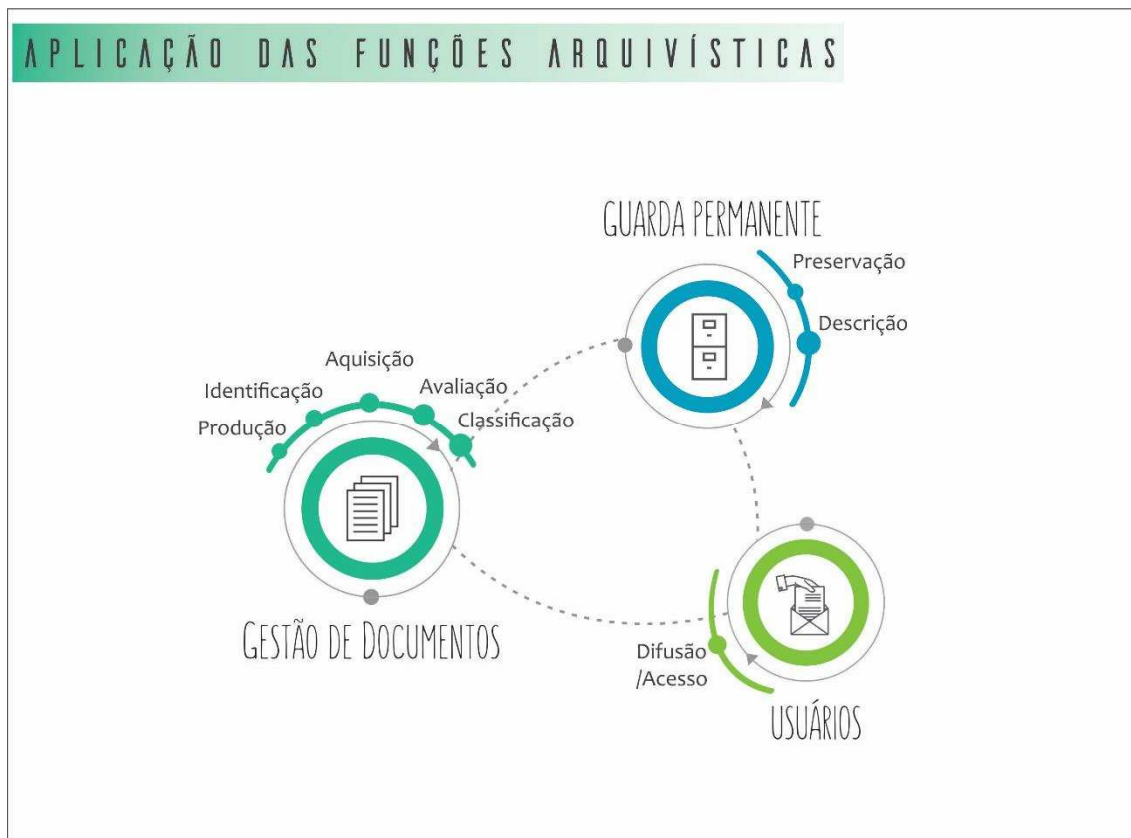 APLICAÇÃO DAS FUNÇÕES ARQUIVÍSTICAS
GUARDA PERMANENTE
Preservação
Descrição
Aquisição
Identificação
Avaliação
Produção
Classificação
GESTÃO DE DOCUMENTOS
Difusão
/Acesso
USUÁRIOS